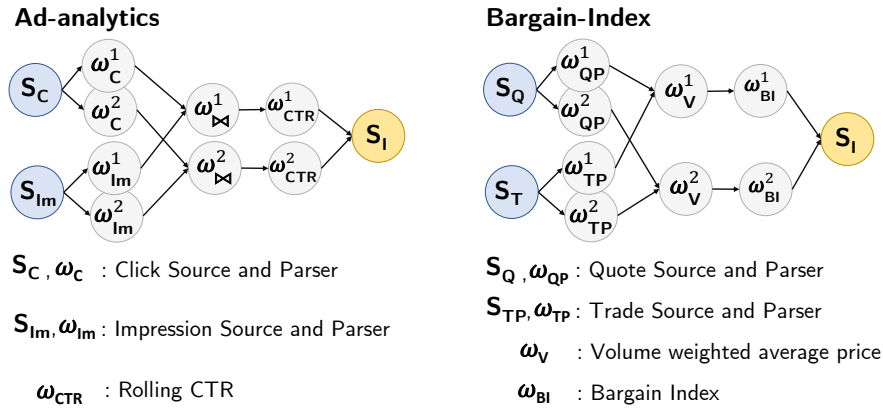 Ad-analytics
S_C
ω_C^1
ω_C^2
S_Im
ω_Im^1
ω_Im^2
ω_⋈^1
ω_⋈^2
ω_CTR^1
ω_CTR^2
S_I
S_C , ω_C : Click Source and Parser
S_Im, ω_Im : Impression Source and Parser
ω_CTR : Rolling CTR
Bargain-Index
S_Q
ω_QP^1
ω_QP^2
S_T
ω_TP^1
ω_TP^2
ω_V^1
ω_V^2
ω_BI^1
ω_BI^2
S_I
S_Q , ω_QP : Quote Source and Parser
S_TP, ω_TP : Trade Source and Parser
ω_V : Volume weighted average price
ω_BI : Bargain Index